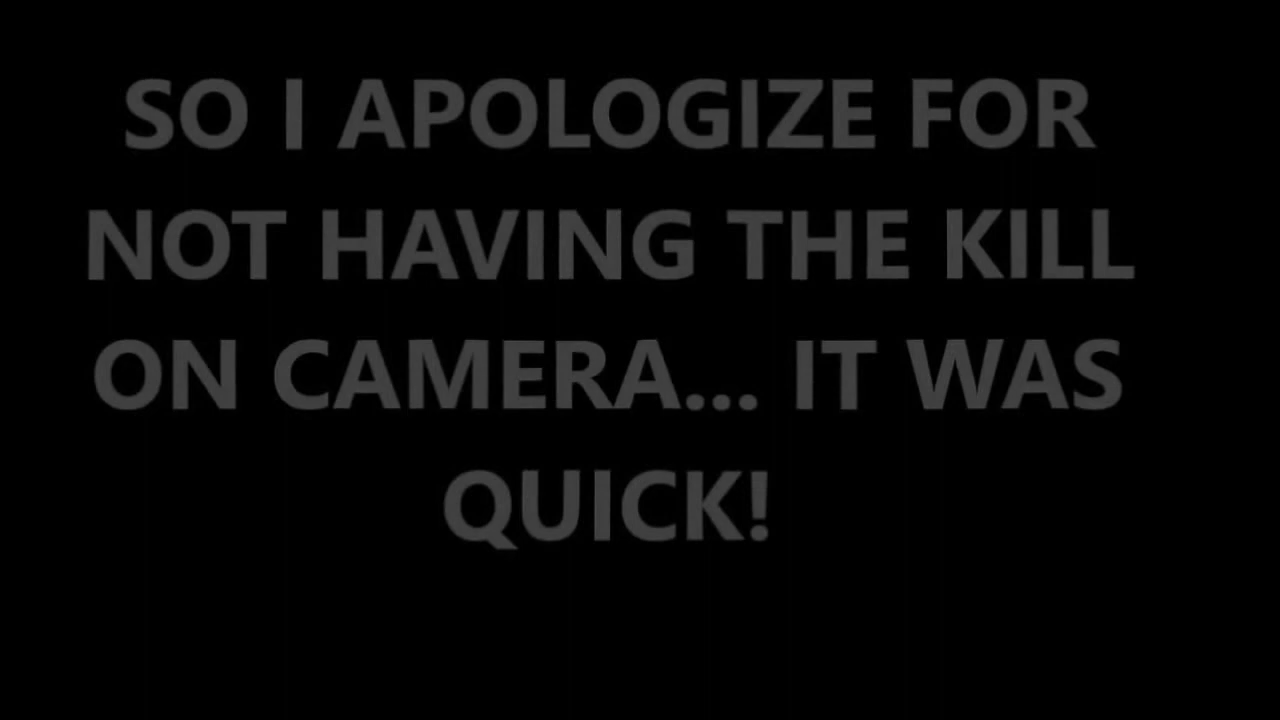 SO I APOLOGIZE FOR
NOT HAVING THE KILL
ON CAMERA... IT WAS
QUICK!